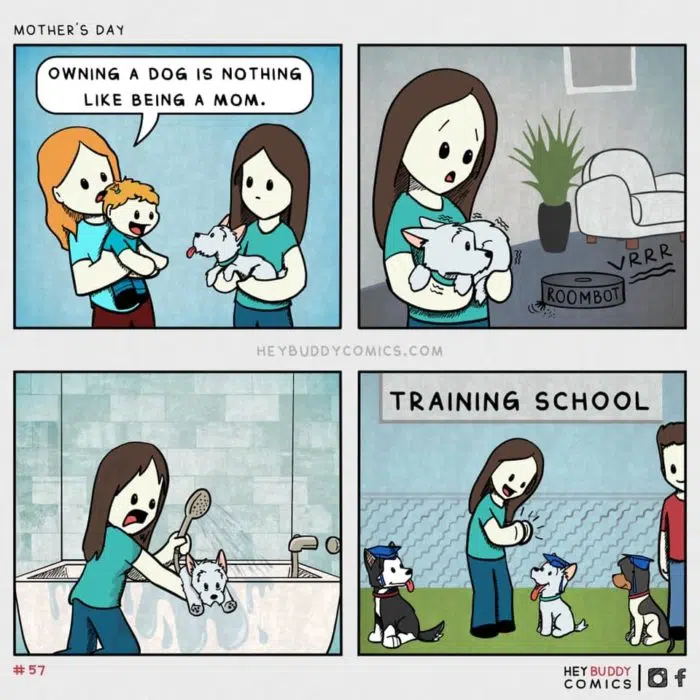 MOTHER'S DAY
OWNING A DOG IS NOTHING
LIKE BEING A MOM.
VRRR
ROOMBOT
HEYBUDDYCOMICS.COM
TRAINING SCHOOL
#57
HEY BUDDY
COMICS
f